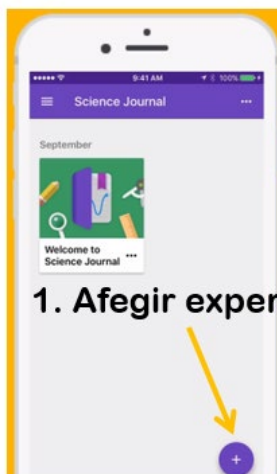 9:41 AM 100%
Science Journal
September
Welcome to
Science Journal
1. Afegir exper